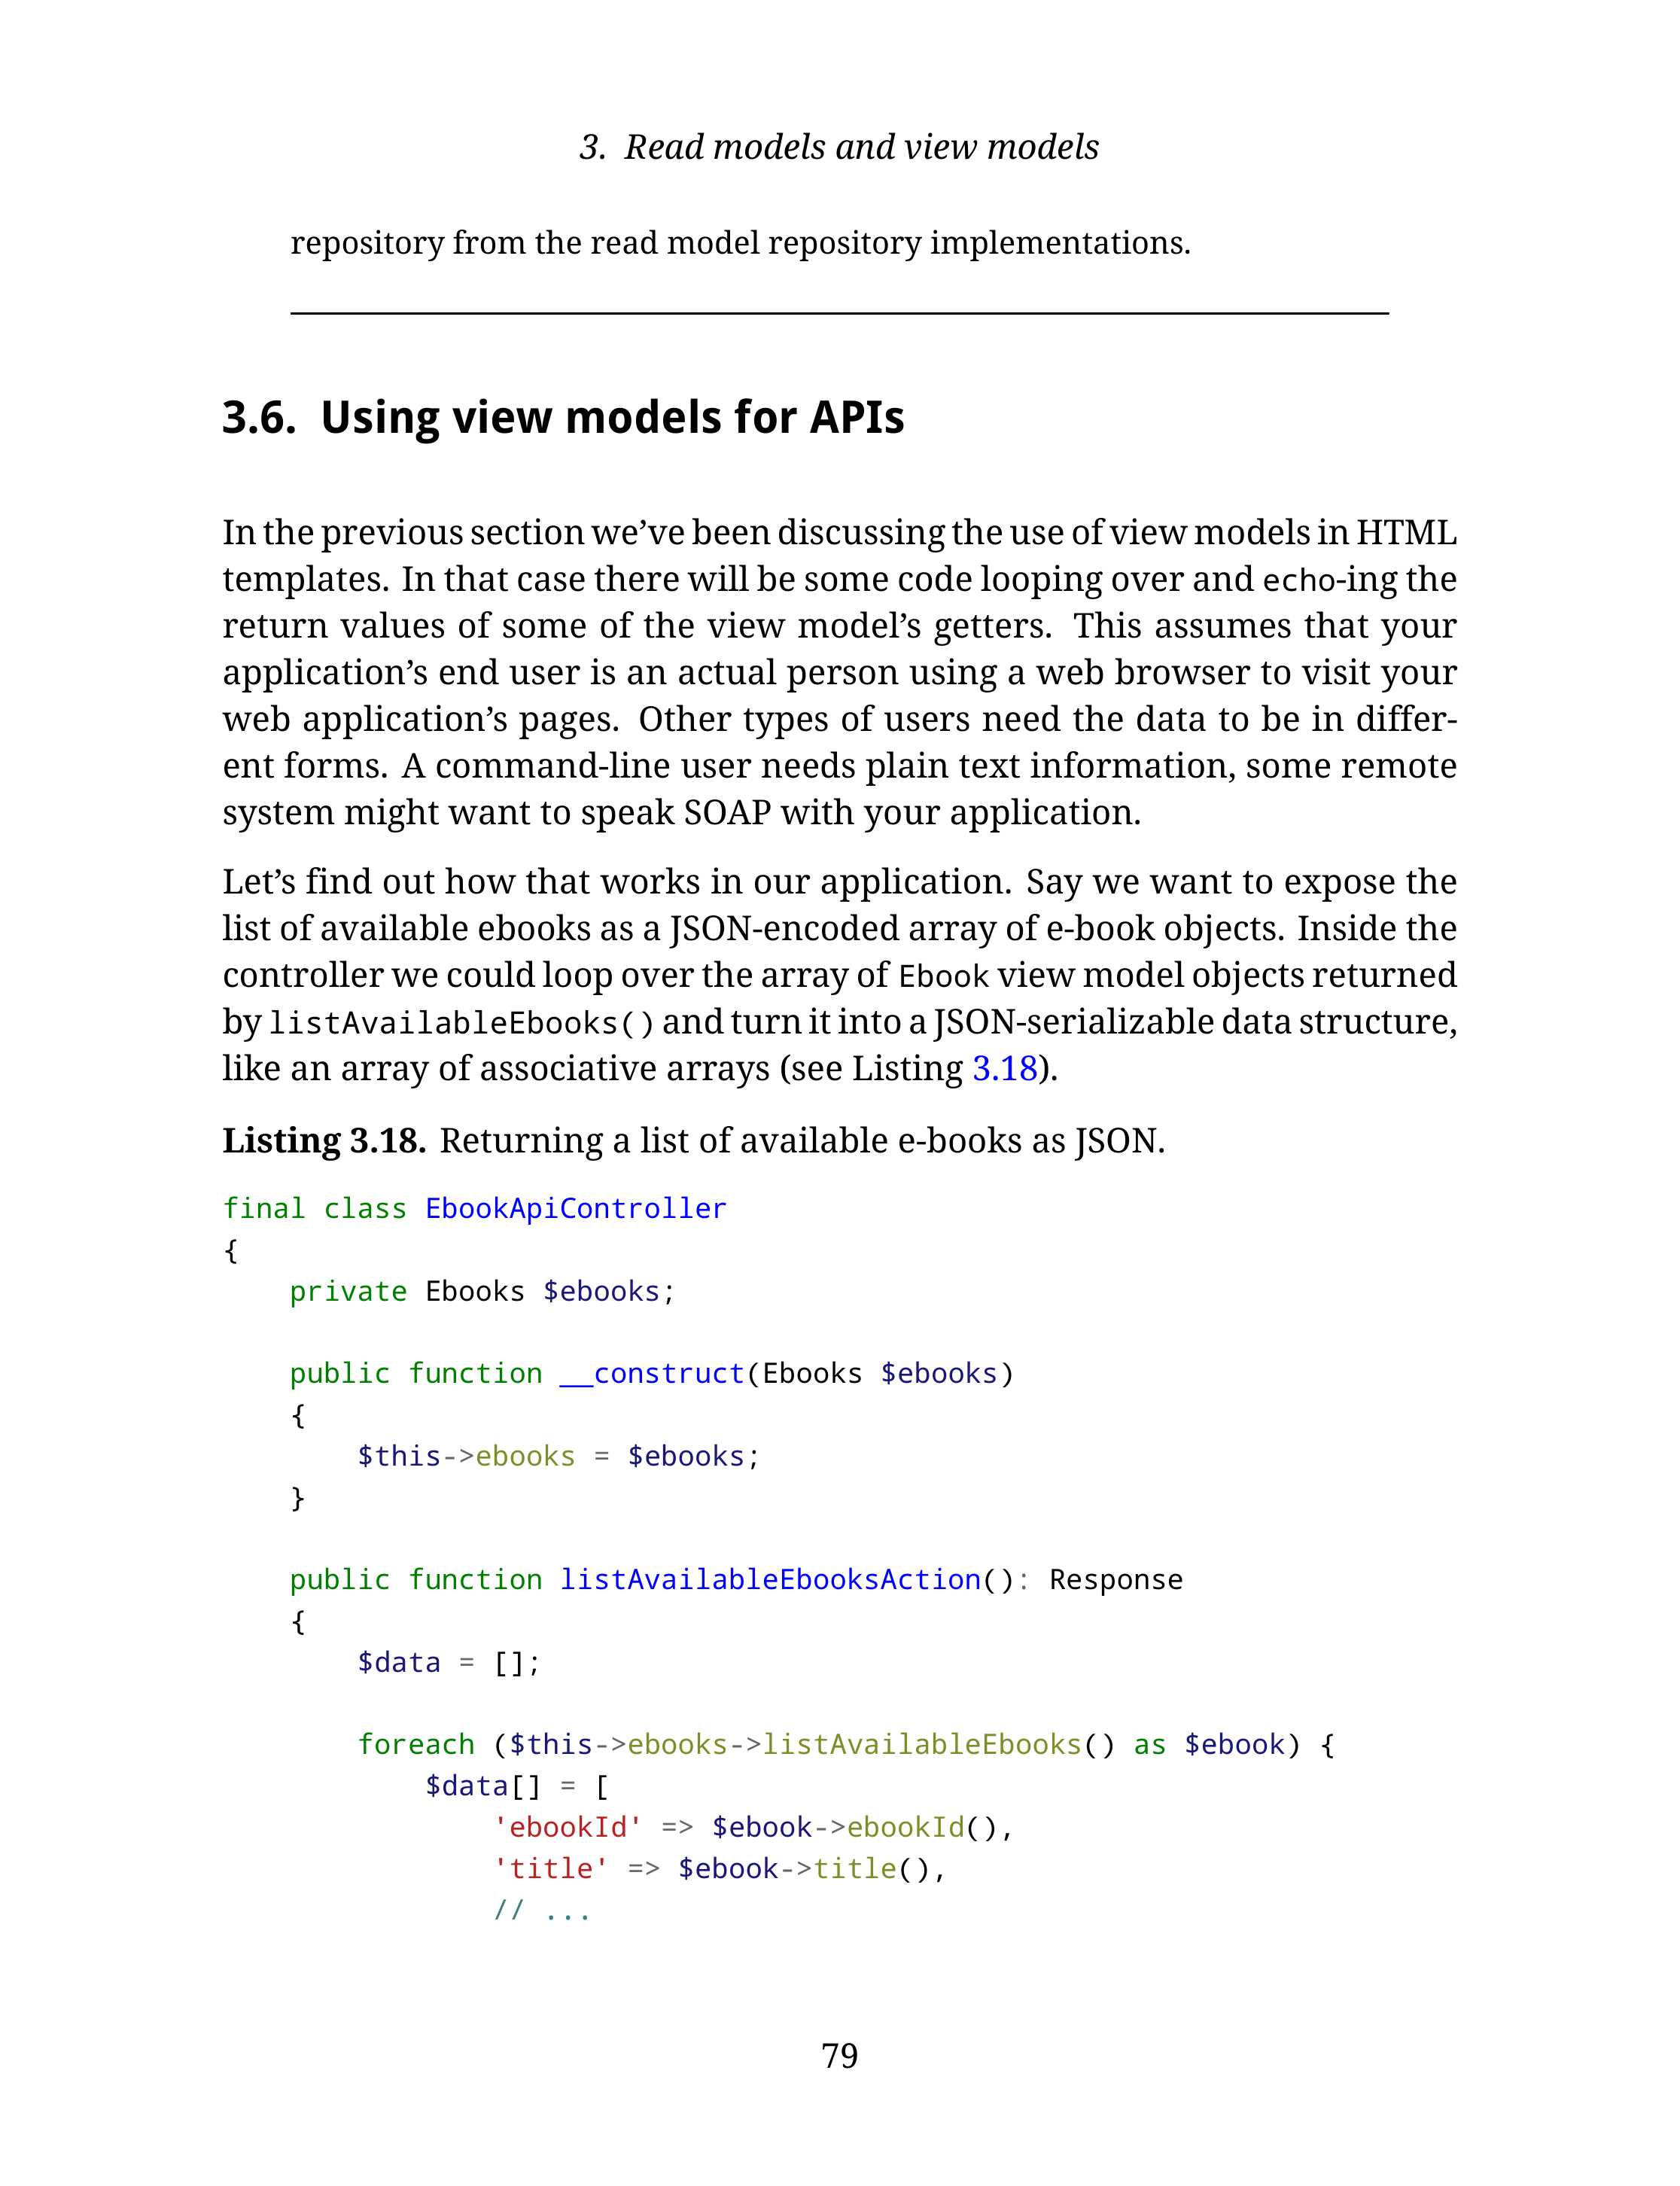 3. Read models and view models
repository from the read model repository implementations.
3.6. Using view models for APIs
In the previous section we’ve been discussing the use of view models in HTML
templates. In that case there will be some code looping over and echo-ing the
return values of some of the view model’s getters. This assumes that your
application’s end user is an actual person using a web browser to visit your
web application’s pages. Other types of users need the data to be in differ-
ent forms. A command-line user needs plain text information, some remote
system might want to speak SOAP with your application.
Let’s find out how that works in our application. Say we want to expose the
list of available ebooks as a JSON-encoded array of e-book objects. Inside the
controller we could loop over the array of Ebook view model objects returned
by listAvailableEbooks() and turn it into a JSON-serializable data structure,
like an array of associative arrays (see Listing 3.18).
Listing 3.18. Returning a list of available e-books as JSON.
final class EbookApiController
{
    private Ebooks $ebooks;
    public function __construct(Ebooks $ebooks)
    {
        $this->ebooks = $ebooks;
    }
    public function listAvailableEbooksAction(): Response
    {
        $data = [];
        foreach ($this->ebooks->listAvailableEbooks() as $ebook) {
            $data[] = [
                'ebookId' => $ebook->ebookId(),
                'title' => $ebook->title(),
                // ...
79